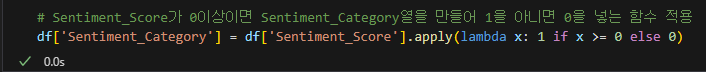 # Sentiment_Score가 0이상이면 Sentiment_Category열을 만들어 1을 아니면 0을 넣는 함수 적용
df['Sentiment_Category'] = df['Sentiment_Score'].apply(lambda x: 1 if x >= 0 else 0)
✓ 0.0s